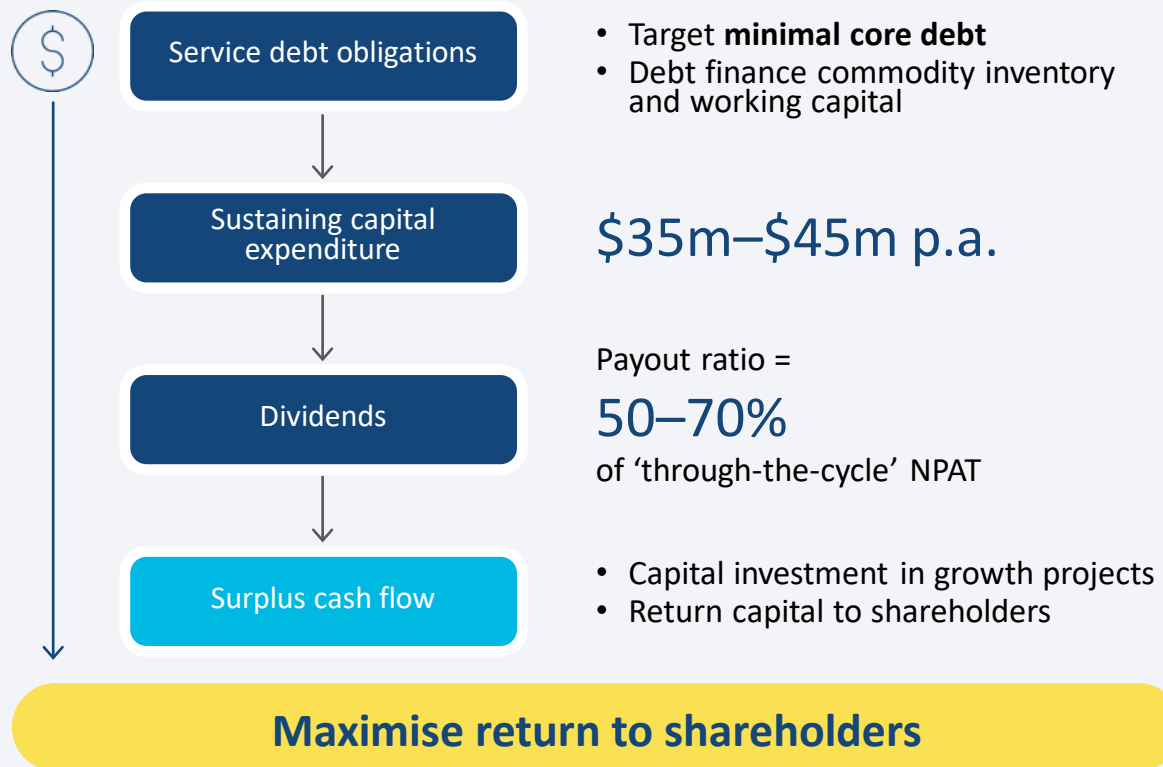 $
Service debt obligations
• Target minimal core debt
• Debt finance commodity inventory
and working capital
Sustaining capital
expenditure
$35m–$45m p.a.
Dividends
Payout ratio =
50–70%
of ‘through-the-cycle’ NPAT
Surplus cash flow
• Capital investment in growth projects
• Return capital to shareholders
Maximise return to shareholders